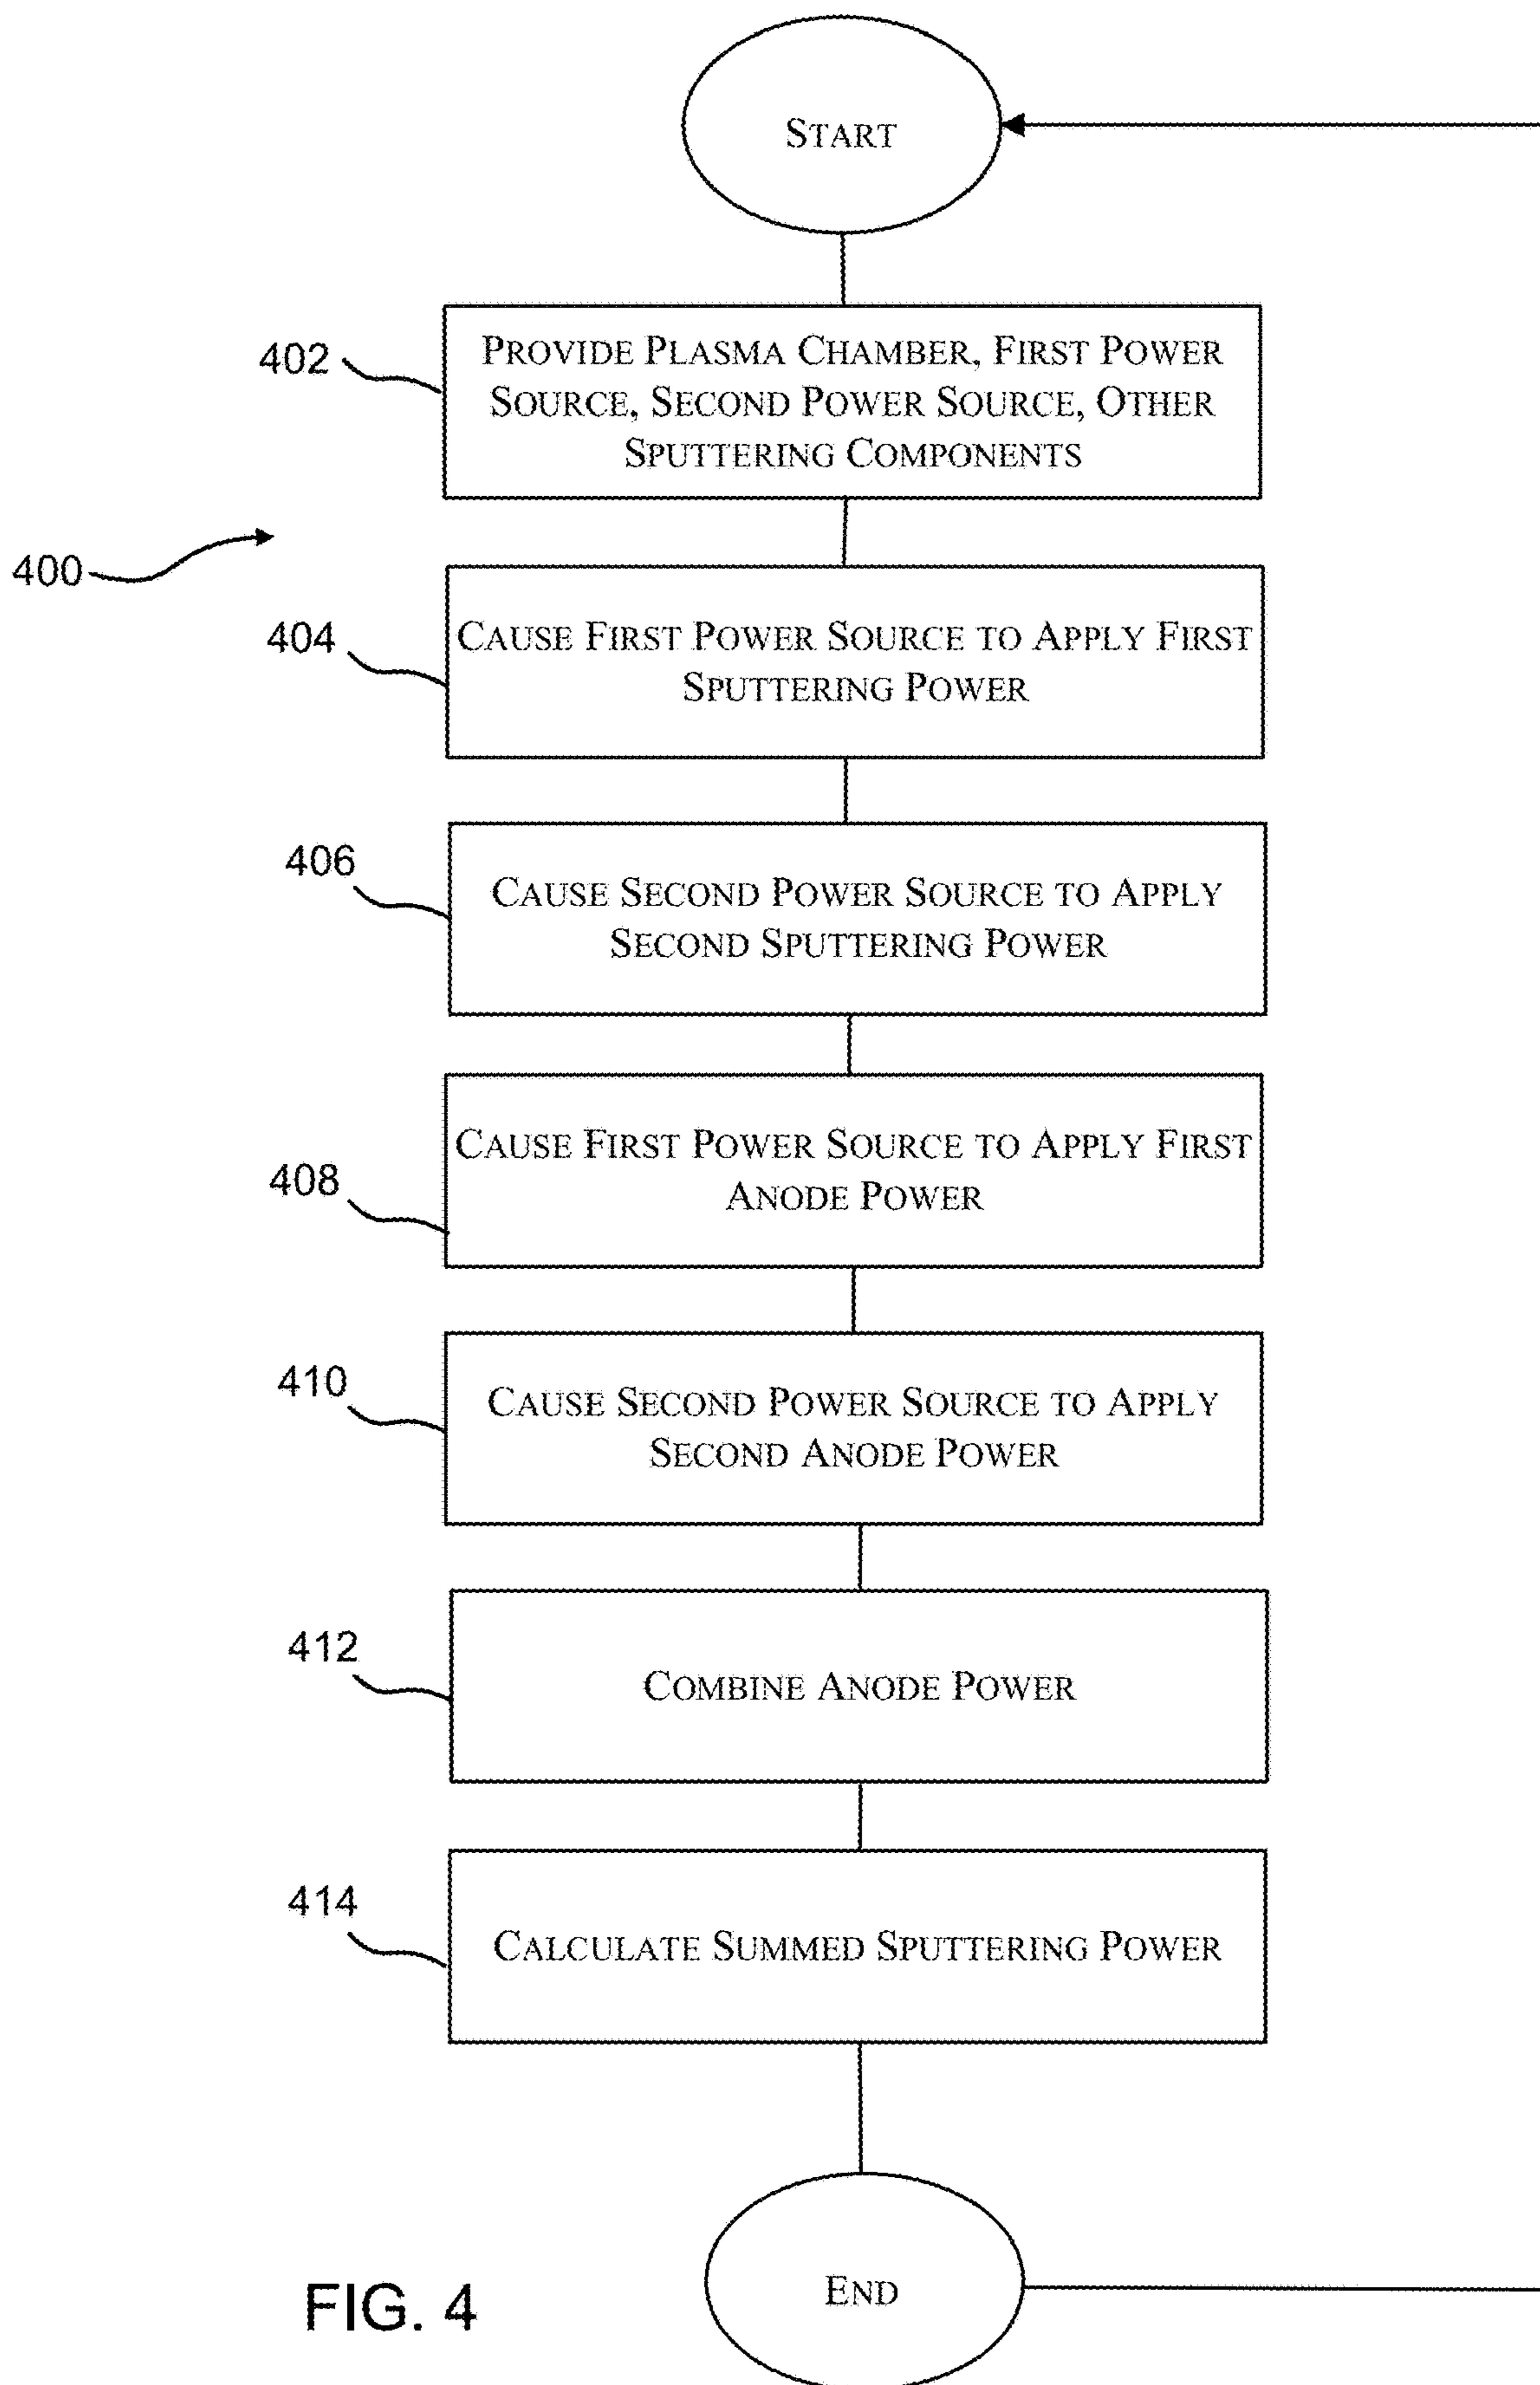 START
402
PROVIDE PLASMA CHAMBER, FIRST POWER
SOURCE, SECOND POWER SOURCE, OTHER
SPUTTERING COMPONENTS
400
404
CAUSE FIRST POWER SOURCE TO APPLY FIRST
SPUTTERING POWER
406
CAUSE SECOND POWER SOURCE TO APPLY
SECOND SPUTTERING POWER
408
CAUSE FIRST POWER SOURCE TO APPLY FIRST
ANODE POWER
410
CAUSE SECOND POWER SOURCE TO APPLY
SECOND ANODE POWER
412
COMBINE ANODE POWER
414
CALCULATE SUMMED SPUTTERING POWER
END
FIG. 4